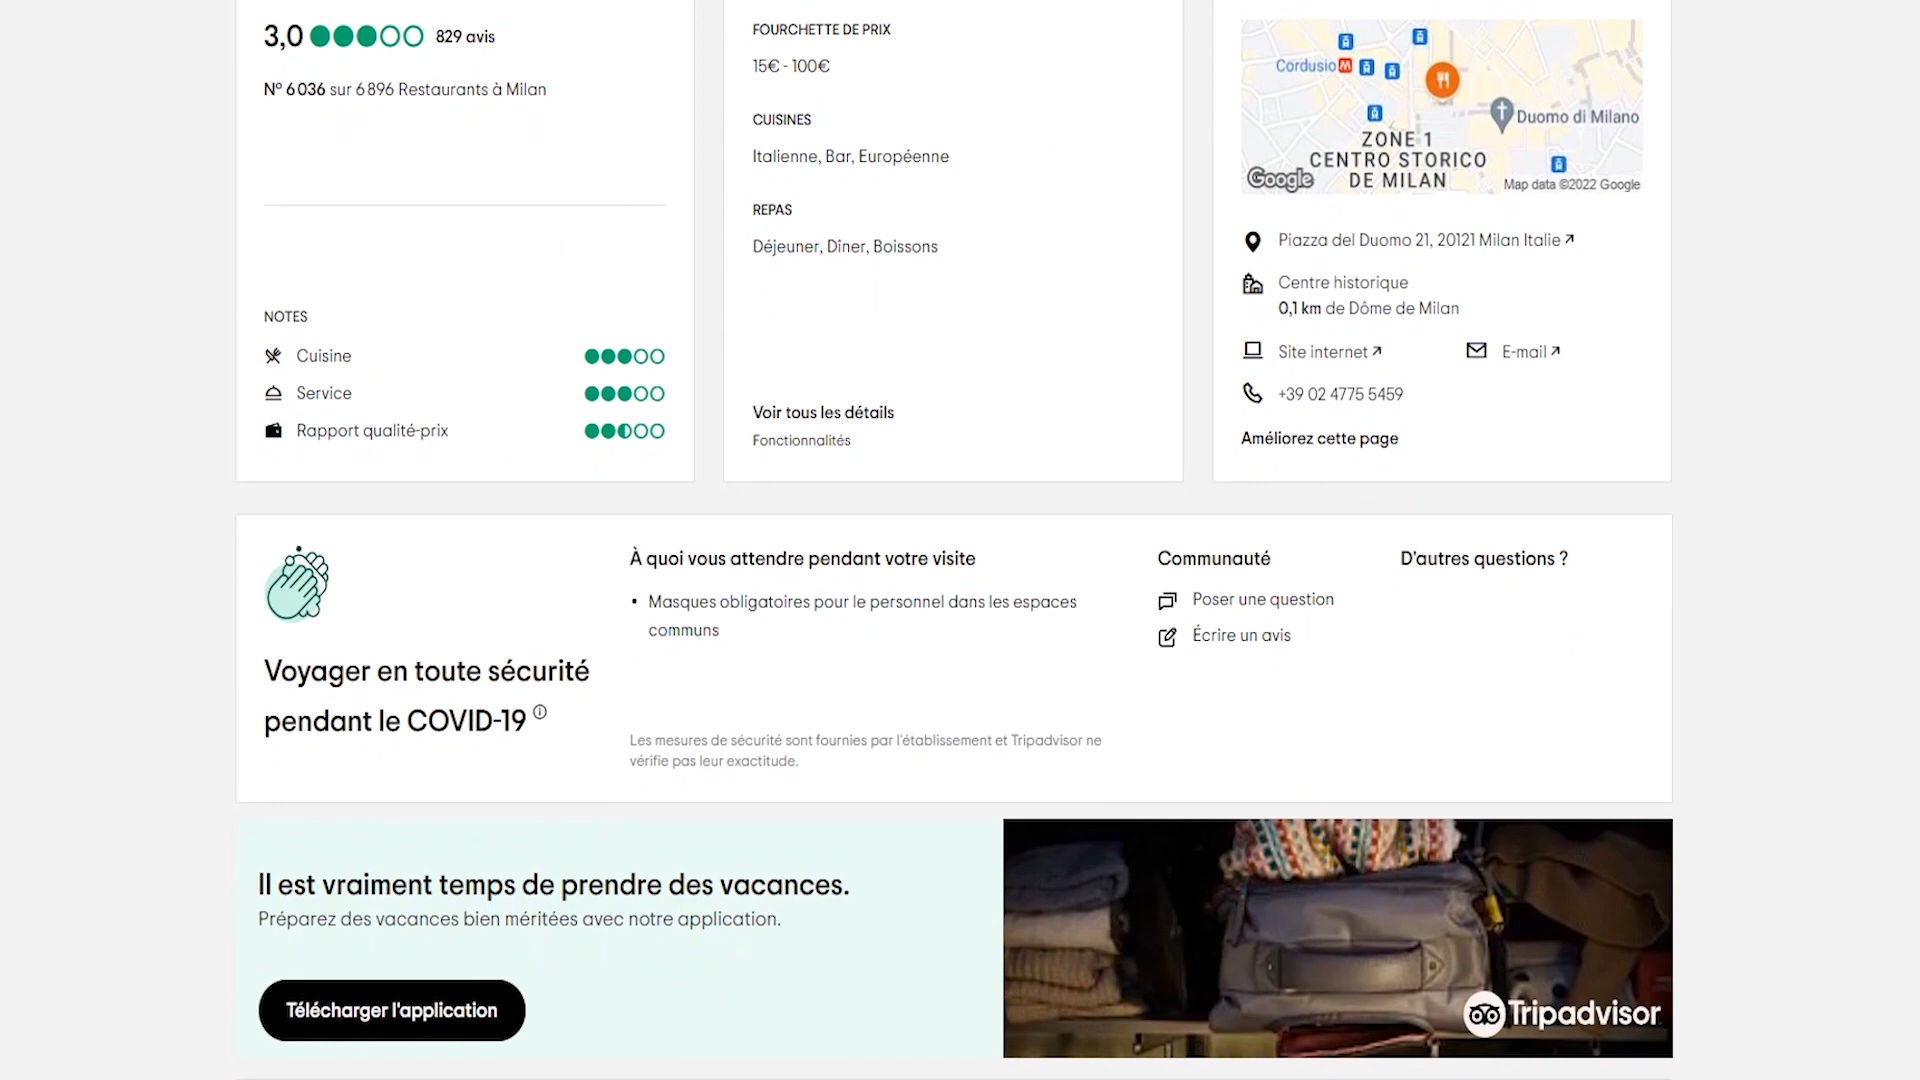 3,0 829 avis
Nº 6 036 sur 6 896 Restaurants à Milan
NOTES
Cuisine
Service
Rapport qualité-prix
FOURCHETTE DE PRIX
15€ - 100€
CUISINES
Italienne, Bar, Européenne
REPAS
Déjeuner, Dîner, Boissons
Voir tous les détails
Fonctionnalités
Cordusio M
Duomo di Milano
ZONE 1
CENTRO STORICO
DE MILAN
Google
Map data ©2022 Google
Piazza del Duomo 21, 20121 Milan Italie
Centre historique
0,1 km de Dôme de Milan
Site internet
E-mail
+39 02 4775 5459
Améliorez cette page
Voyager en toute sécurité
pendant le COVID-19
À quoi vous attendre pendant votre visite
• Masques obligatoires pour le personnel dans les espaces
communs
Les mesures de sécurité sont fournies par l'établissement et Tripadvisor ne
vérifie pas leur exactitude.
Communauté
Poser une question
Écrire un avis
D'autres questions ?
Il est vraiment temps de prendre des vacances.
Préparez des vacances bien méritées avec notre application.
Télécharger l'application
Tripadvisor